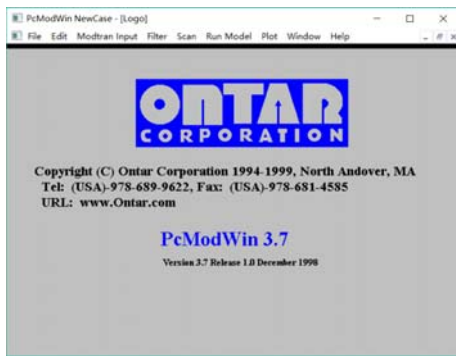 PcModWin NewCase - [Logo]
File Edit Modtran Input Filter Scan Run Model Plot Window Help
ONTAR
CORPORATION
Copyright (C) Ontar Corporation 1994-1999, North Andover, MA
Tel: (USA)-978-689-9622, Fax: (USA)-978-681-4585
URL: www.Ontar.com
PcModWin 3.7
Version 3.7 Release 1.0 December 1998